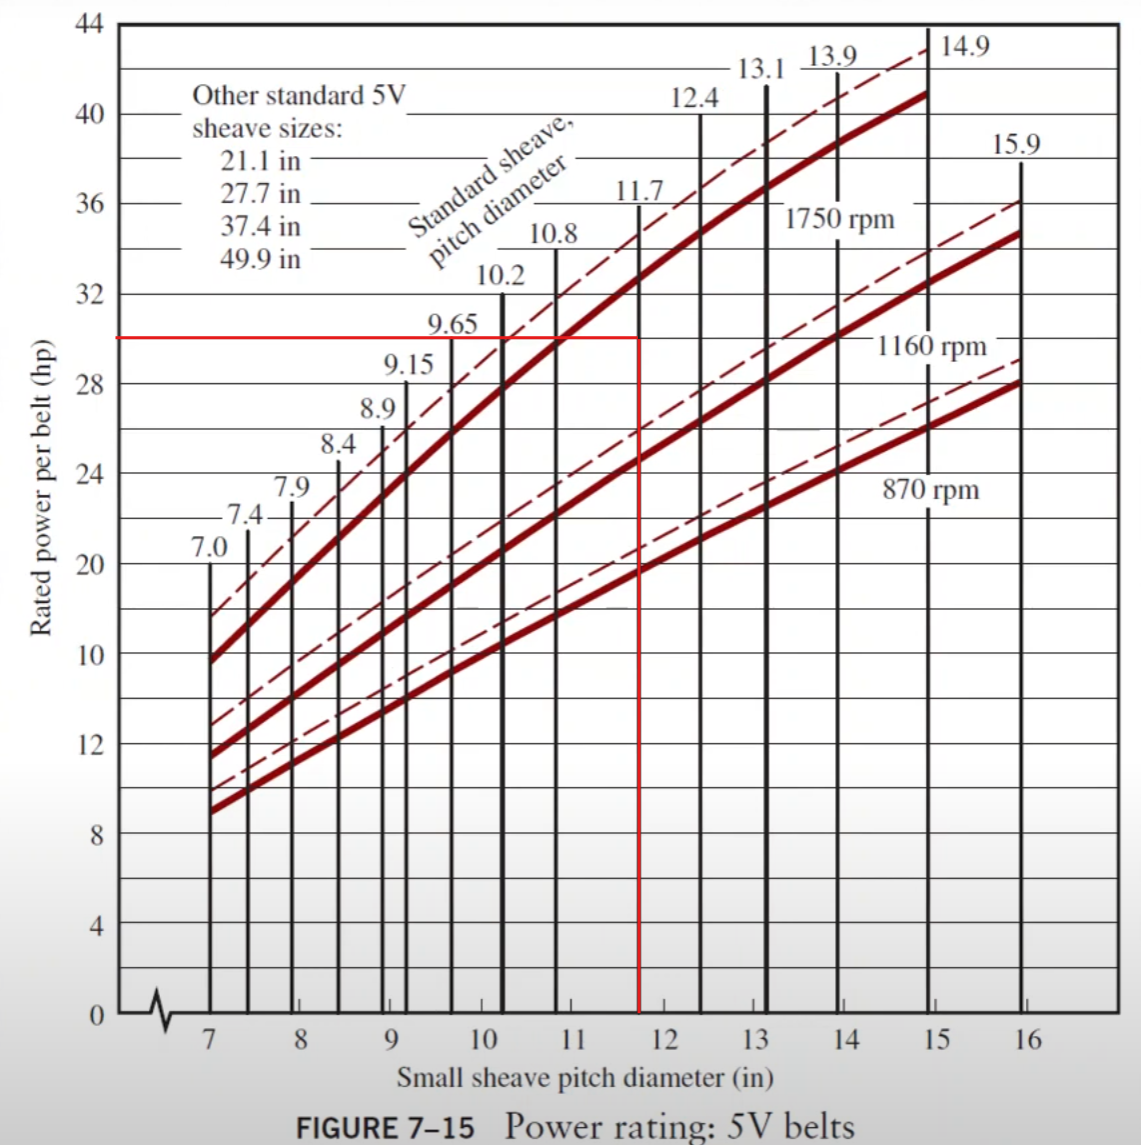 44
40
36
32
28
24
20
10
12
8
4
0
Rated power per belt (hp)
Other standard 5V
sheave sizes:
21.1 in
27.7 in
37.4 in
49.9 in
Standard sheave,
pitch diameter
7.0
7.4
7.9
8.4
8.9
9.15
9.65
10.2
10.8
11.7
12.4
13.1
13.9
14.9
15.9
1750 rpm
1160 rpm
870 rpm
7 8 9 10 11 12 13 14 15 16
Small sheave pitch diameter (in)
FIGURE 7–15 Power rating: 5V belts